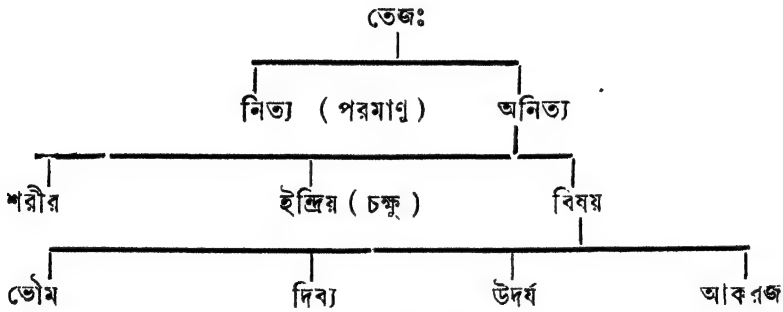 তেজঃ
নিত্য ( পরমাণু ) অনিত্য
শরীর ইন্দ্রিয় ( চক্ষু ) বিষয়
ভৌম দিব্য উদর্য আকরজ